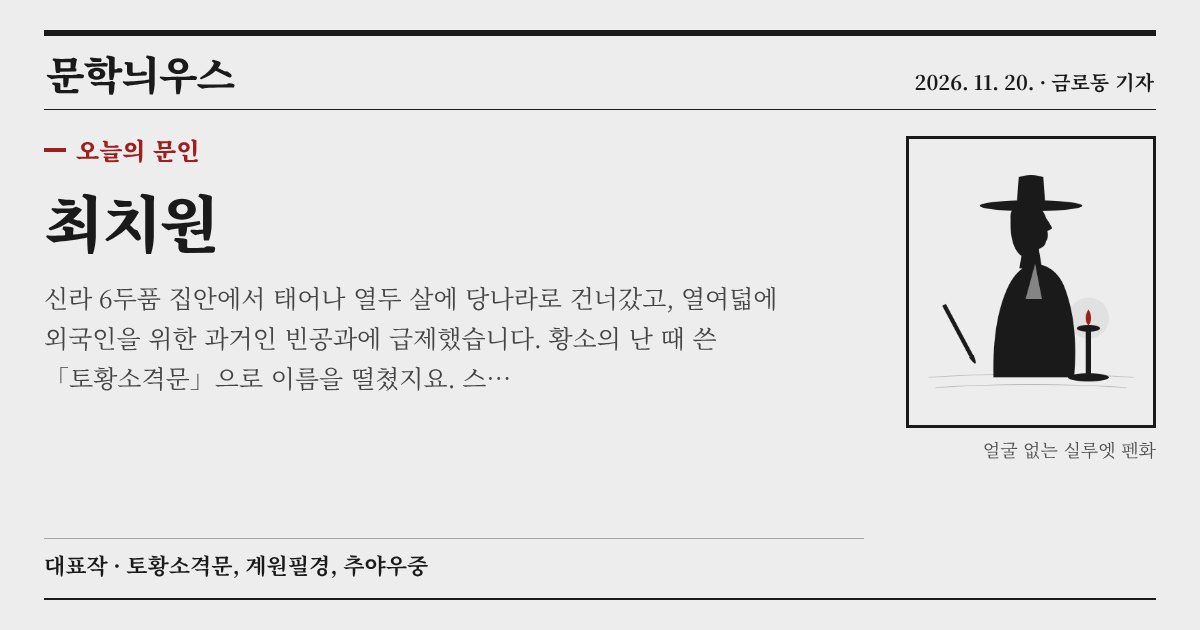 문학늬우스
2026. 11. 20. · 금로동 기자
오늘의 문인
최치원
신라 6두품 집안에서 태어나 열두 살에 당나라로 건너갔고, 열여덟에
외국인을 위한 과거인 빈공과에 급제했습니다. 황소의 난 때 쓴
「토황소격문」으로 이름을 떨쳤지요. 스…
얼굴 없는 실루엣 펜화
대표작 · 토황소격문, 계원필경, 추야우중